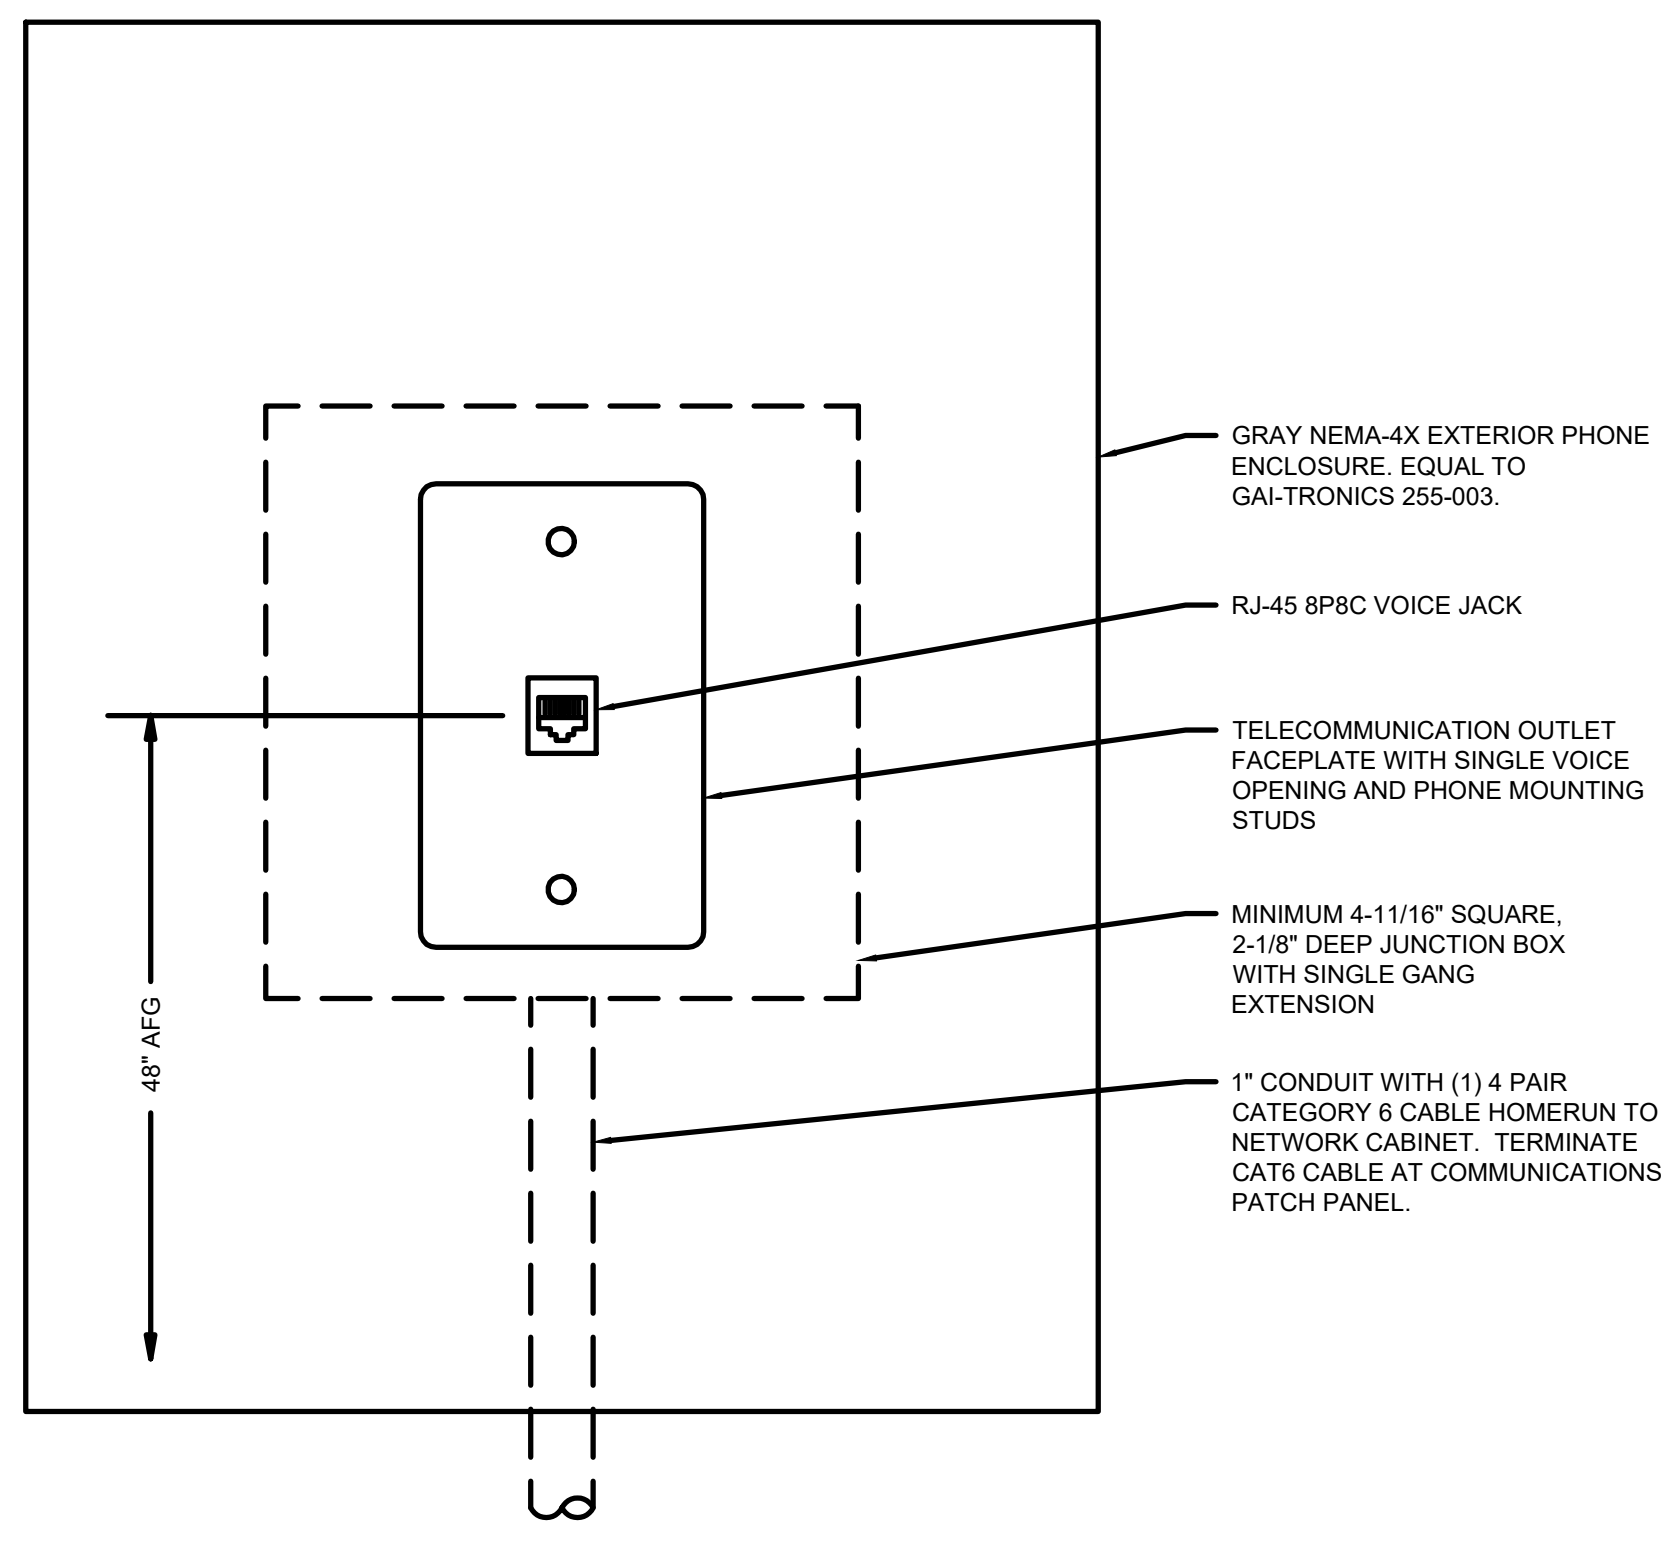 GRAY NEMA-4X EXTERIOR PHONE
ENCLOSURE. EQUAL TO
GAI-TRONICS 255-003.
RJ-45 8P8C VOICE JACK
TELECOMMUNICATION OUTLET
FACEPLATE WITH SINGLE VOICE
OPENING AND PHONE MOUNTING
STUDS
MINIMUM 4-11/16" SQUARE,
2-1/8" DEEP JUNCTION BOX
WITH SINGLE GANG
EXTENSION
48" AFG
1" CONDUIT WITH (1) 4 PAIR
CATEGORY 6 CABLE HOMERUN TO
NETWORK CABINET.  TERMINATE
CAT6 CABLE AT COMMUNICATIONS
PATCH PANEL.